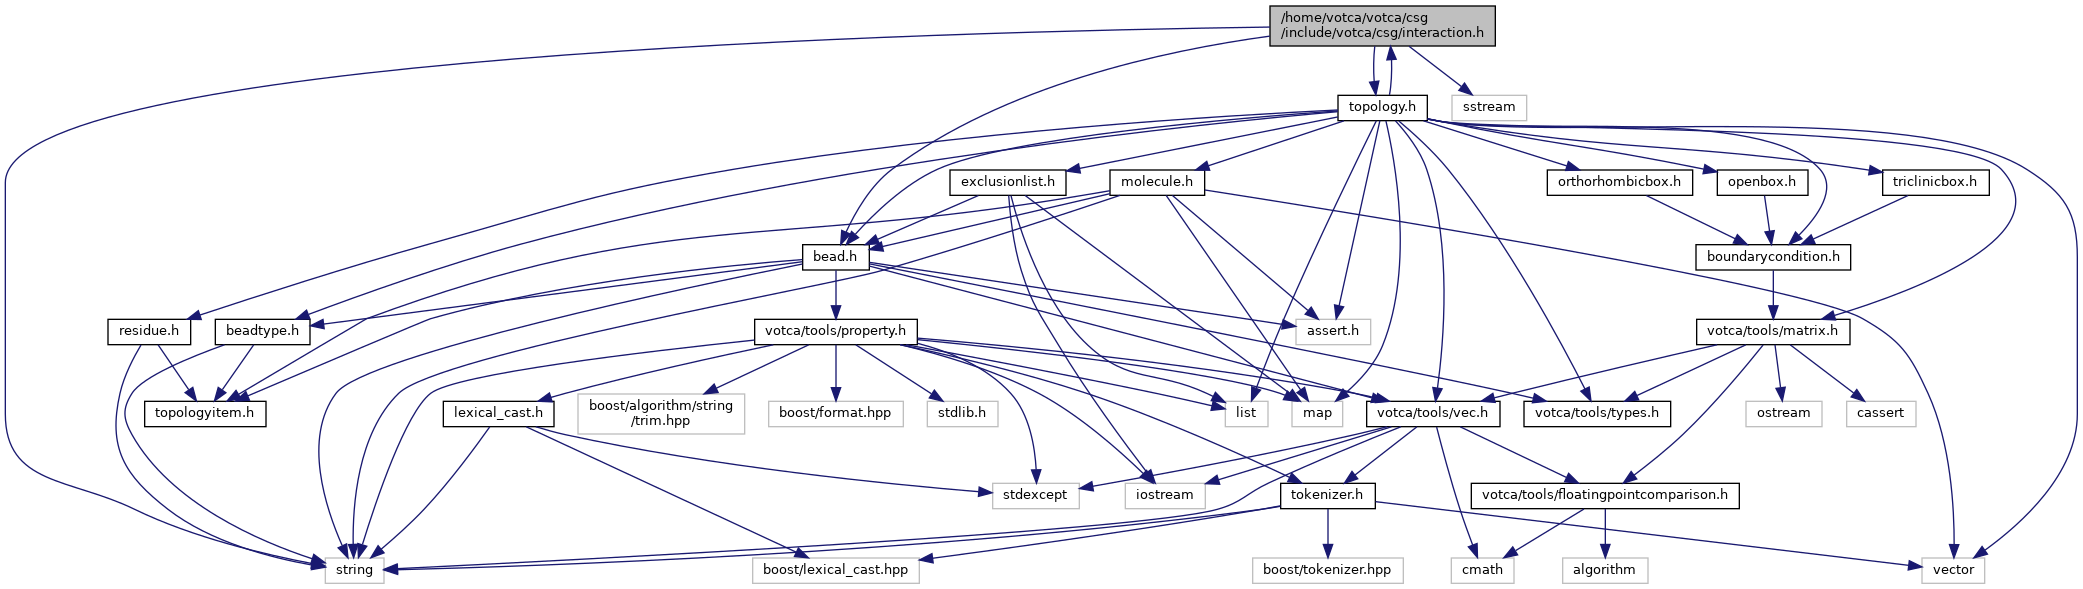 /home/votca/votca/csg
/include/votca/csg/interaction.h
topology.h
sstream
exclusionlist.h
molecule.h
orthorhombicbox.h
openbox.h
triclinicbox.h
bead.h
boundarycondition.h
residue.h
beadtype.h
votca/tools/property.h
assert.h
votca/tools/matrix.h
topologyitem.h
lexical_cast.h
boost/algorithm/string
/trim.hpp
boost/format.hpp
stdlib.h
list
map
votca/tools/vec.h
votca/tools/types.h
ostream
cassert
stdexcept
iostream
tokenizer.h
votca/tools/floatingpointcomparison.h
string
boost/lexical_cast.hpp
boost/tokenizer.hpp
cmath
algorithm
vector